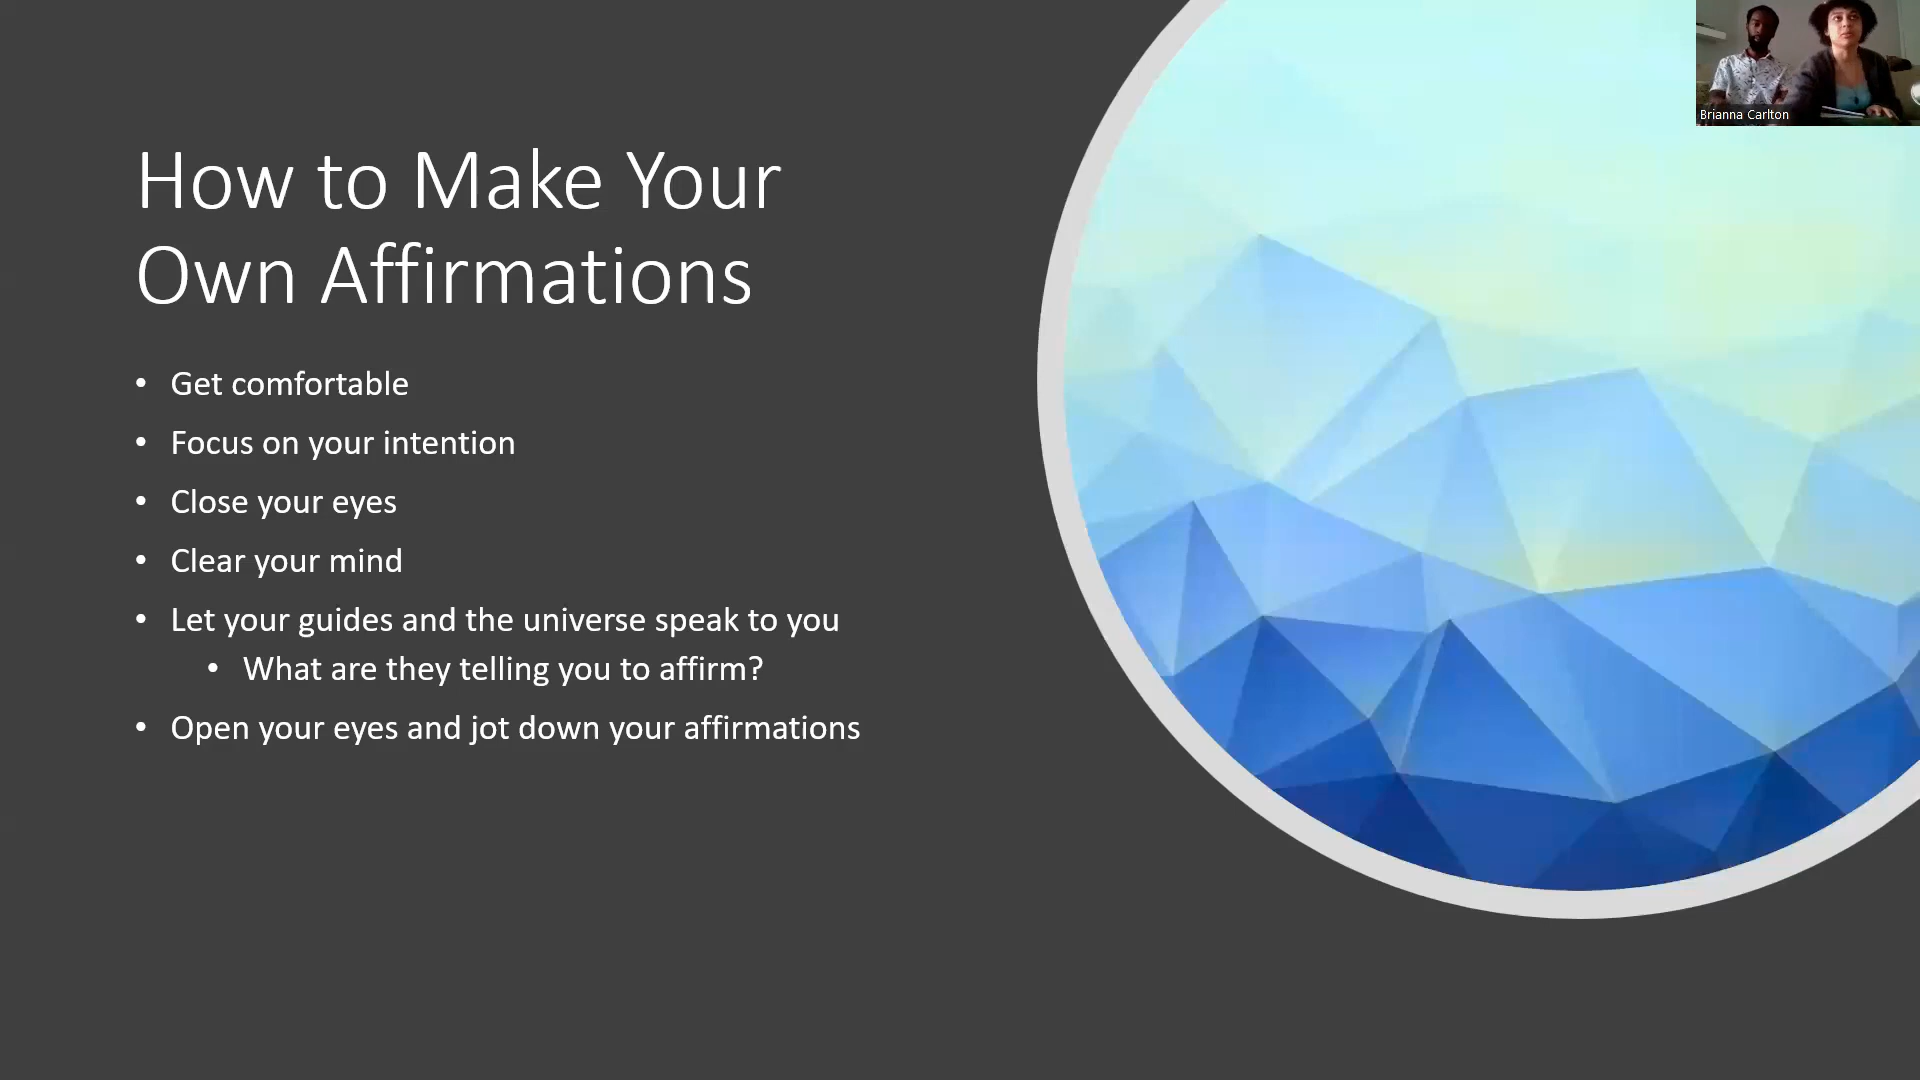 Brianna Carlton
How to Make Your
Own Affirmations
• Get comfortable
• Focus on your intention
• Close your eyes
• Clear your mind
• Let your guides and the universe speak to you
• What are they telling you to affirm?
• Open your eyes and jot down your affirmations